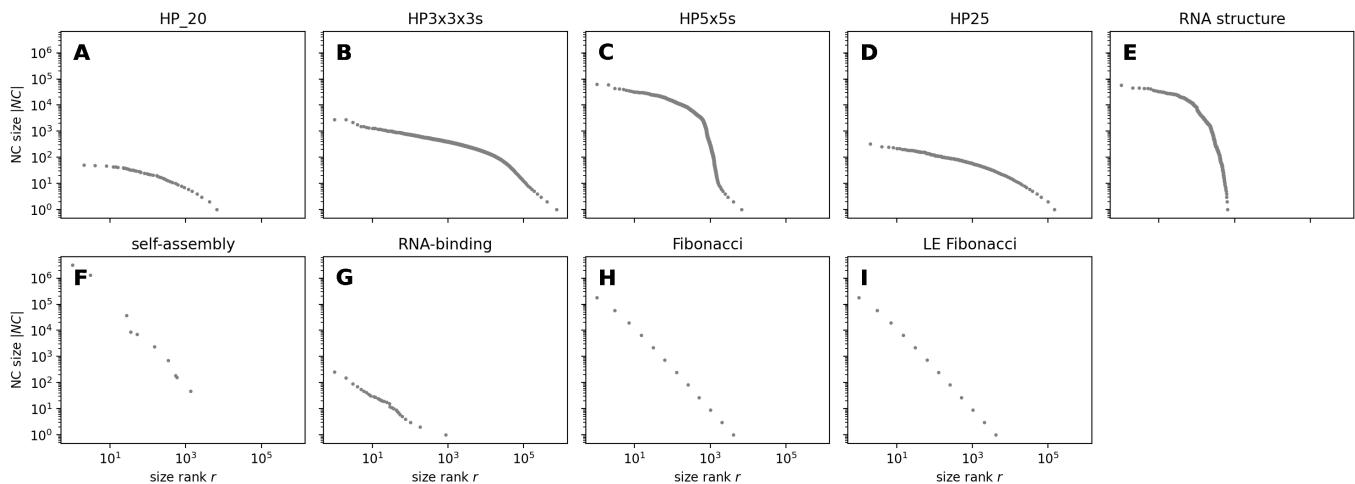 HP_20
HP3x3x3s
HP5x5s
HP25
RNA structure
A
B
C
D
E
NC size |NC|
10⁶
10⁵
10⁴
10³
10²
10¹
10⁰
self-assembly
RNA-binding
Fibonacci
LE Fibonacci
F
G
H
I
NC size |NC|
10⁶
10⁵
10⁴
10³
10²
10¹
10⁰
10¹ 10³ 10⁵
10¹ 10³ 10⁵
10¹ 10³ 10⁵
10¹ 10³ 10⁵
size rank r
size rank r
size rank r
size rank r